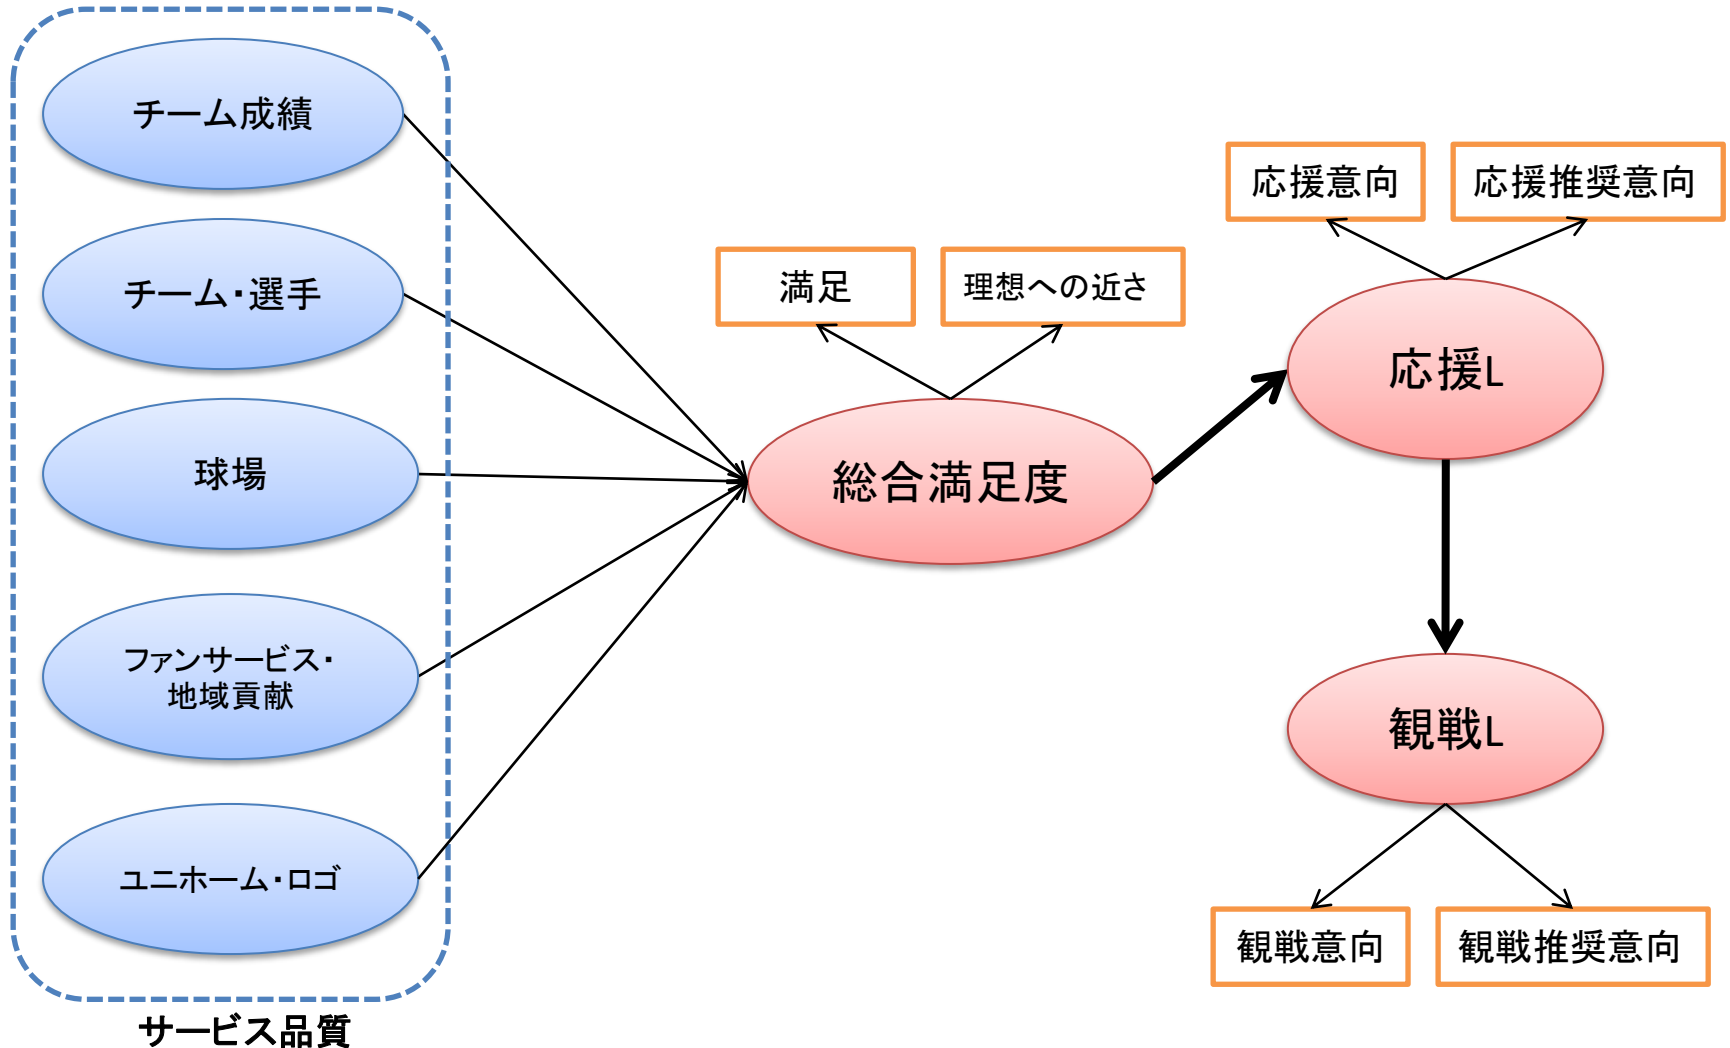 チーム成績
チーム・選手
球場
ファンサービス・
地域貢献
ユニホーム・ロゴ
サービス品質
満足
理想への近さ
総合満足度
応援意向
応援推奨意向
応援L
観戦L
観戦意向
観戦推奨意向